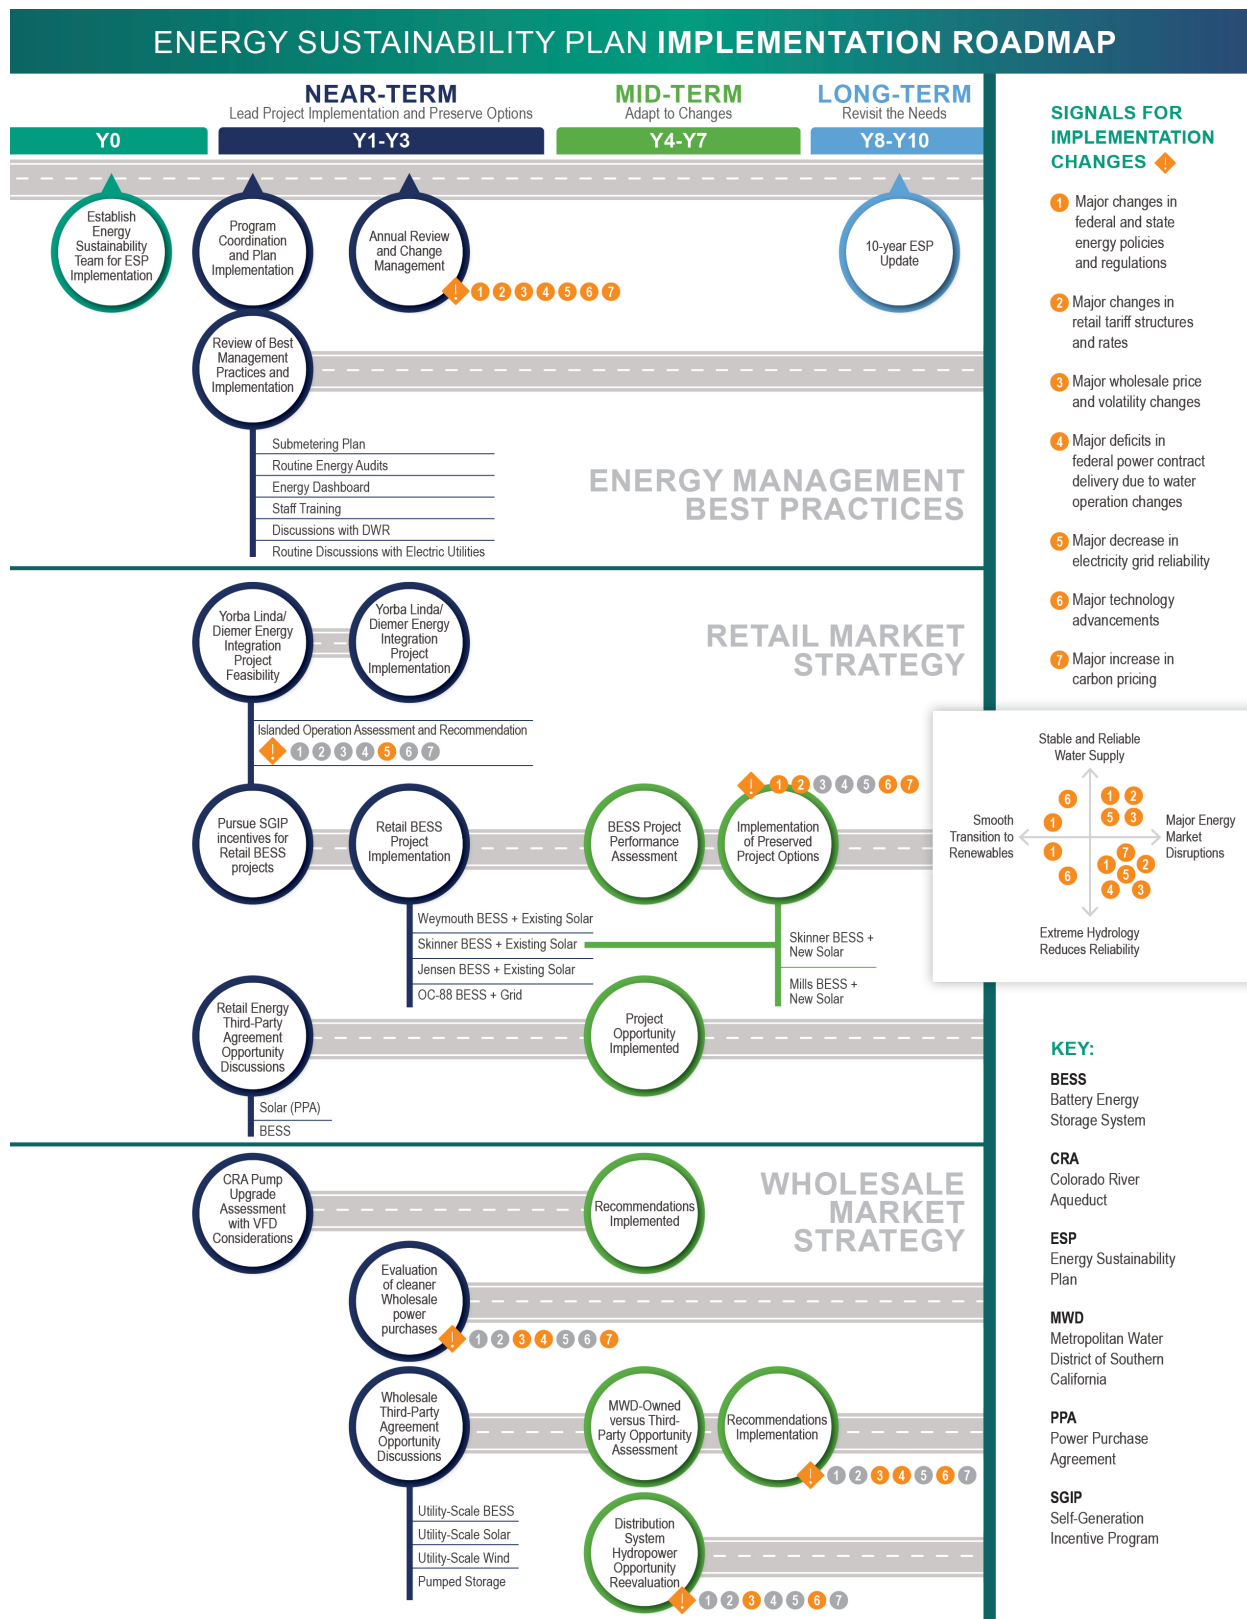 ENERGY SUSTAINABILITY PLAN IMPLEMENTATION ROADMAP
NEAR-TERM
Lead Project Implementation and Preserve Options
MID-TERM
Adapt to Changes
LONG-TERM
Revisit the Needs
Y0
Y1-Y3
Y4-Y7
Y8-Y10
Establish
Energy
Sustainability
Team for ESP
Implementation
Program
Coordination
and Plan
Implementation
Annual Review
and Change
Management
! 1 2 3 4 5 6 7
10-year ESP
Update
Review of Best
Management
Practices and
Implementation
Submetering Plan
Routine Energy Audits
Energy Dashboard
Staff Training
Discussions with DWR
Routine Discussions with Electric Utilities
ENERGY MANAGEMENT
BEST PRACTICES
Yorba Linda/
Diemer Energy
Integration
Project
Feasibility
Yorba Linda/
Diemer Energy
Integration
Project
Implementation
RETAIL MARKET
STRATEGY
Islanded Operation Assessment and Recommendation
! 1 2 3 4 5 6 7
Pursue SGIP
incentives for
Retail BESS
projects
Retail BESS
Project
Implementation
BESS Project
Performance
Assessment
! 1 2 3 4 5 6 7
Implementation
of Preserved
Project Options
Weymouth BESS + Existing Solar
Skinner BESS + Existing Solar
Jensen BESS + Existing Solar
OC-88 BESS + Grid
Skinner BESS +
New Solar
Mills BESS +
New Solar
Retail Energy
Third-Party
Agreement
Opportunity
Discussions
Project
Opportunity
Implemented
Solar (PPA)
BESS
CRA Pump
Upgrade
Assessment
with VFD
Considerations
Recommendations
Implemented
WHOLESALE
MARKET
STRATEGY
Evaluation
of cleaner
Wholesale
power
purchases
! 1 2 3 4 5 6 7
Wholesale
Third-Party
Agreement
Opportunity
Discussions
MWD-Owned
versus Third-
Party Opportunity
Assessment
Recommendations
Implementation
! 1 2 3 4 5 6 7
Utility-Scale BESS
Utility-Scale Solar
Utility-Scale Wind
Pumped Storage
Distribution
System
Hydropower
Opportunity
Reevaluation
! 1 2 3 4 5 6 7
SIGNALS FOR
IMPLEMENTATION
CHANGES !
1 Major changes in
federal and state
energy policies
and regulations
2 Major changes in
retail tariff structures
and rates
3 Major wholesale price
and volatility changes
4 Major deficits in
federal power contract
delivery due to water
operation changes
5 Major decrease in
electricity grid reliability
6 Major technology
advancements
7 Major increase in
carbon pricing
Stable and Reliable
Water Supply
6
1
1 2
5 3
Smooth
Transition to
Renewables
Major Energy
Market
Disruptions
1
6
7
1 5 2
4 3
Extreme Hydrology
Reduces Reliability
KEY:
BESS
Battery Energy
Storage System
CRA
Colorado River
Aqueduct
ESP
Energy Sustainability
Plan
MWD
Metropolitan Water
District of Southern
California
PPA
Power Purchase
Agreement
SGIP
Self-Generation
Incentive Program